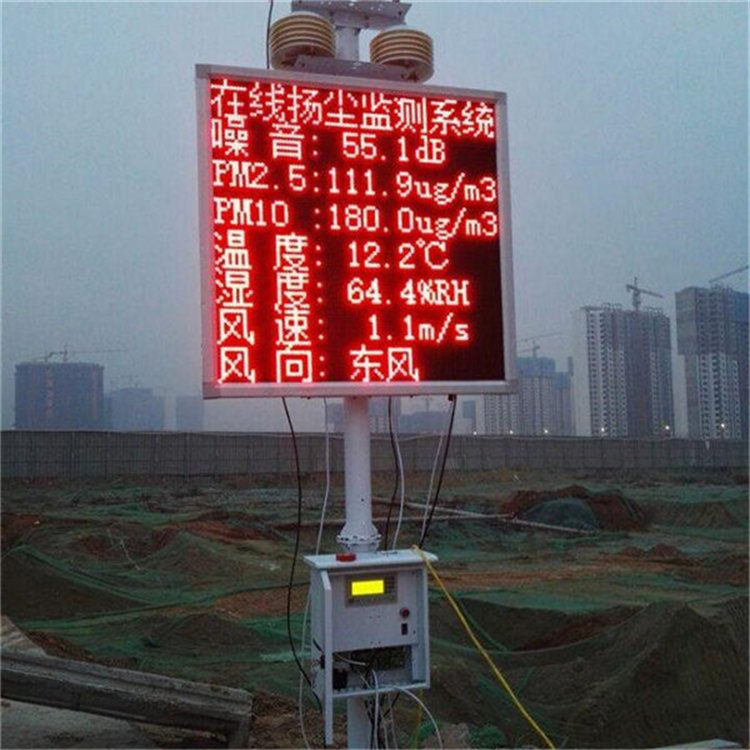 在线扬尘监测系统
噪 音: 55.1dB
PM2.5:111.9ug/m3
PM10 :180.0ug/m3
温 度: 12.2℃
湿 度: 64.4%RH
风 速: 1.1m/s
风 向: 东风